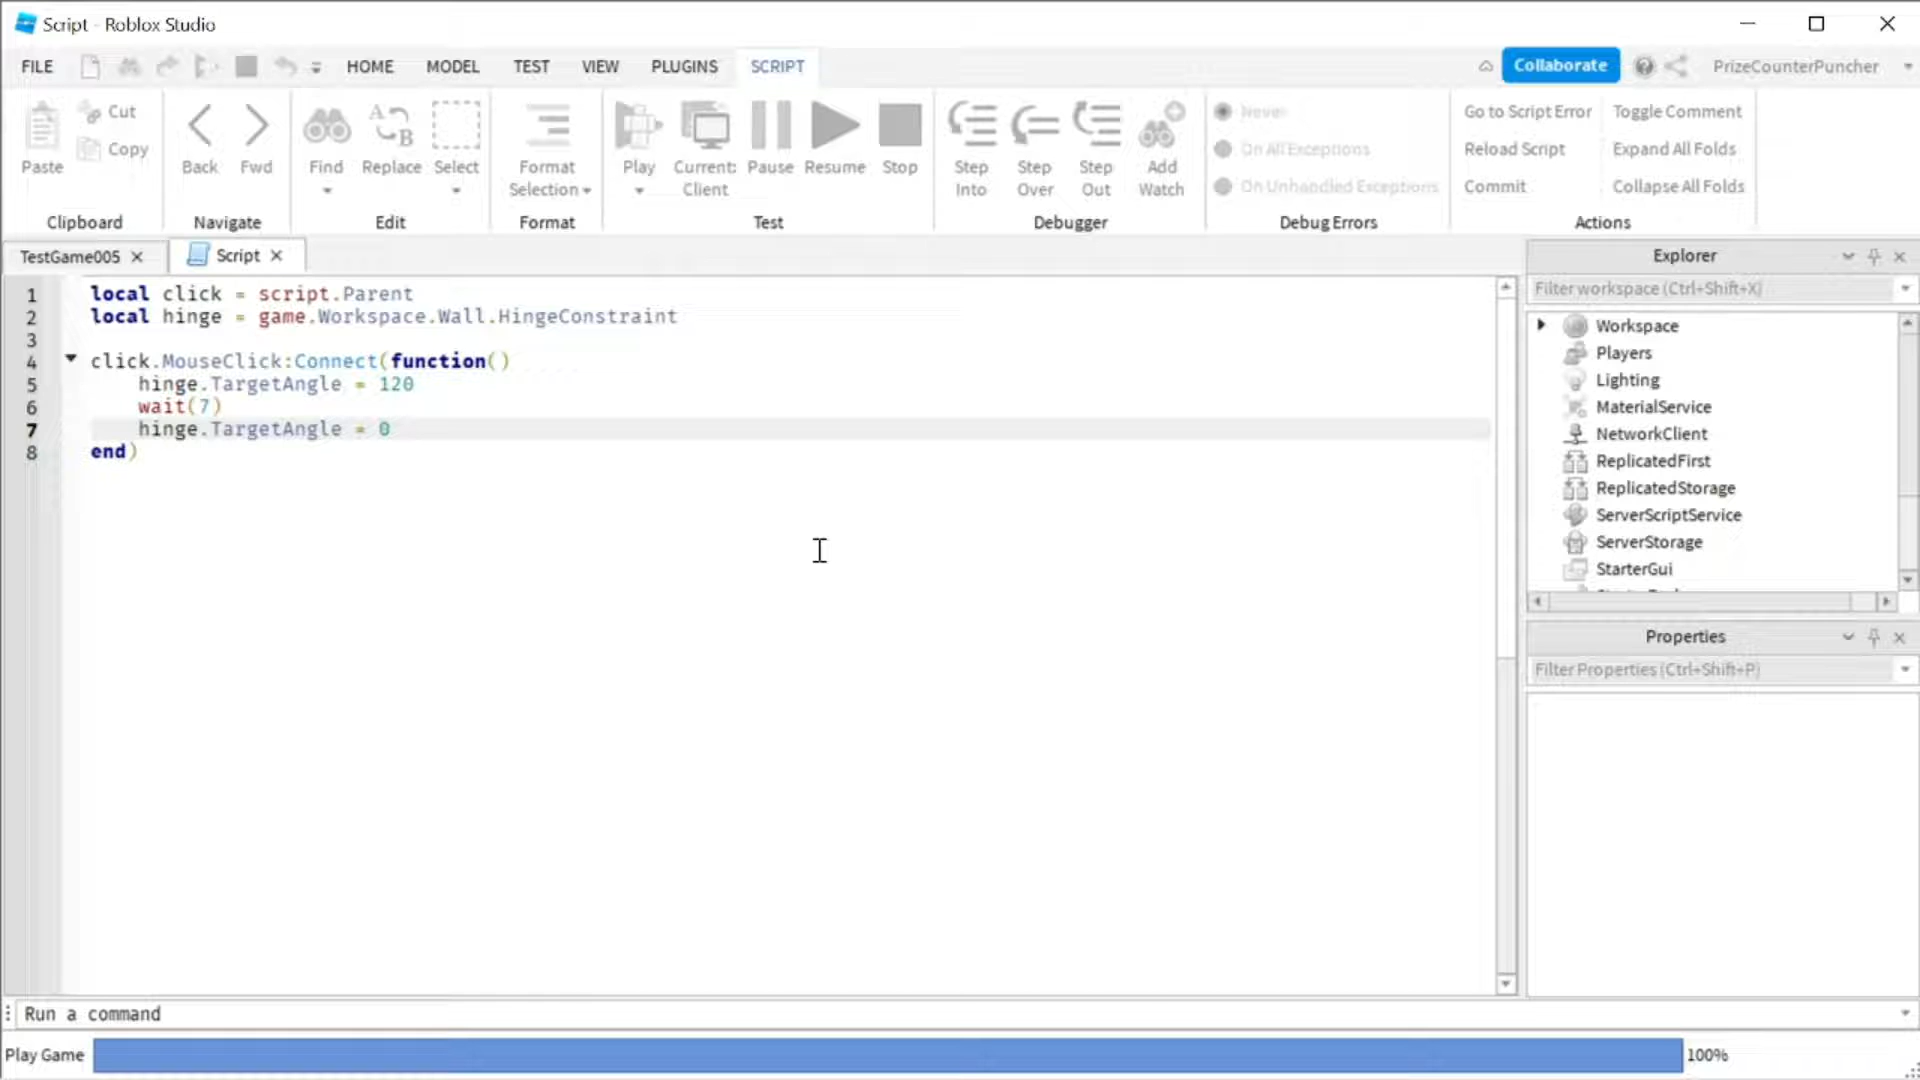 Script - Roblox Studio
FILE HOME MODEL TEST VIEW PLUGINS SCRIPT Collaborate PrizeCounterPuncher
Paste Cut Copy
Clipboard
Back Fwd
Navigate
Find Replace Select
Edit
Format Selection
Format
Play Current: Client Pause Resume Stop
Test
Step Into Step Over Step Out Add Watch
Debugger
Never
On All Exceptions
On Unhandled Exceptions
Debug Errors
Go to Script Error Toggle Comment
Reload Script Expand All Folds
Commit Collapse All Folds
Actions
TestGame005 Script
1 local click = script.Parent
2 local hinge = game.Workspace.Wall.HingeConstraint
3
4 click.MouseClick:Connect(function()
5 hinge.TargetAngle = 120
6 wait(7)
7 hinge.TargetAngle = 0
8 end)
Explorer
Filter workspace (Ctrl+Shift+X)
Workspace
Players
Lighting
MaterialService
NetworkClient
ReplicatedFirst
ReplicatedStorage
ServerScriptService
ServerStorage
StarterGui
Properties
Filter Properties (Ctrl+Shift+P)
Run a command
Play Game 100%